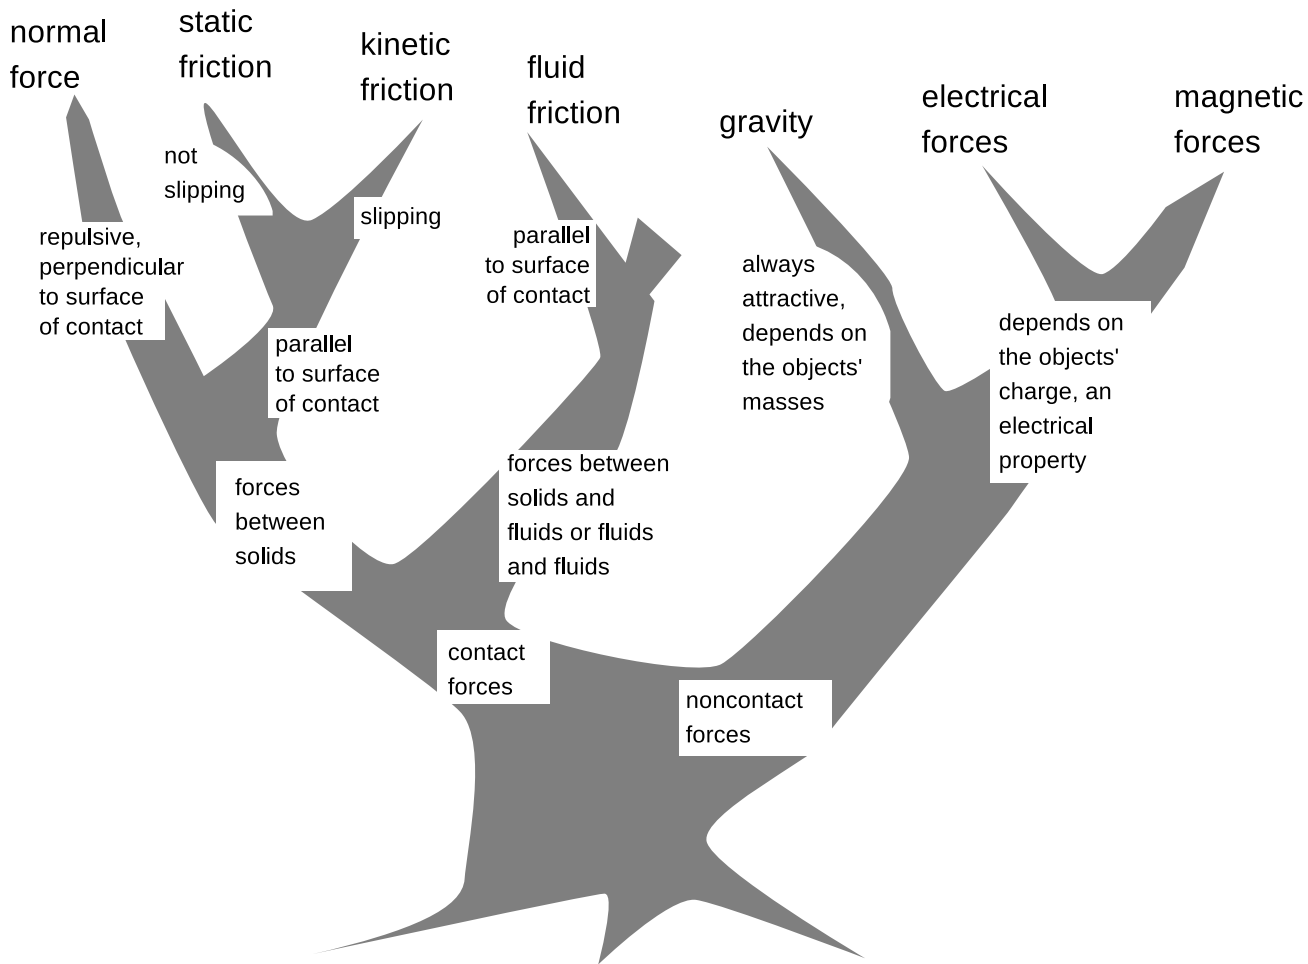 normal
force
static
friction
kinetic
friction
fluid
friction
gravity
electrical
forces
magnetic
forces
not
slipping
slipping
repulsive,
perpendicular
to surface
of contact
parallel
to surface
of contact
parallel
to surface
of contact
always
attractive,
depends on
the objects'
masses
depends on
the objects'
charge, an
electrical
property
forces
between
solids
forces between
solids and
fluids or fluids
and fluids
contact
forces
noncontact
forces